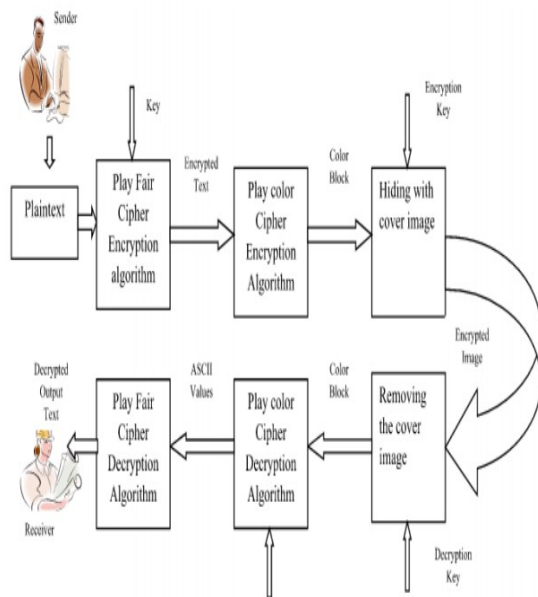 Sender
Key
Encryption
Key
Plaintext
Play Fair
Cipher
Encryption
algorithm
Encrypted
Text
Play color
Cipher
Encryption
Algorithm
Color
Block
Hiding with
cover image
Encrypted
Image
Removing
the cover
image
Decryption
Key
Color
Block
Play color
Cipher
Decryption
Algorithm
ASCII
Values
Play Fair
Cipher
Decryption
Algorithm
Decrypted
Output
Text
Receiver